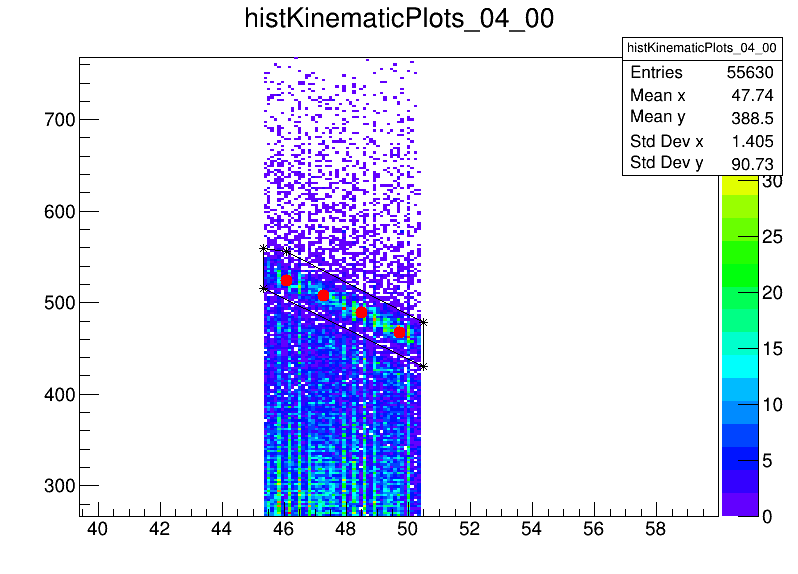 histKinematicPlots_04_00
histKinematicPlots_04_00
Entries 55630
Mean x 47.74
Mean y 388.5
Std Dev x 1.405
Std Dev y 90.73
700
600
500
400
300
40 42 44 46 48 50 52 54 56 58
30
25
20
15
10
5
0